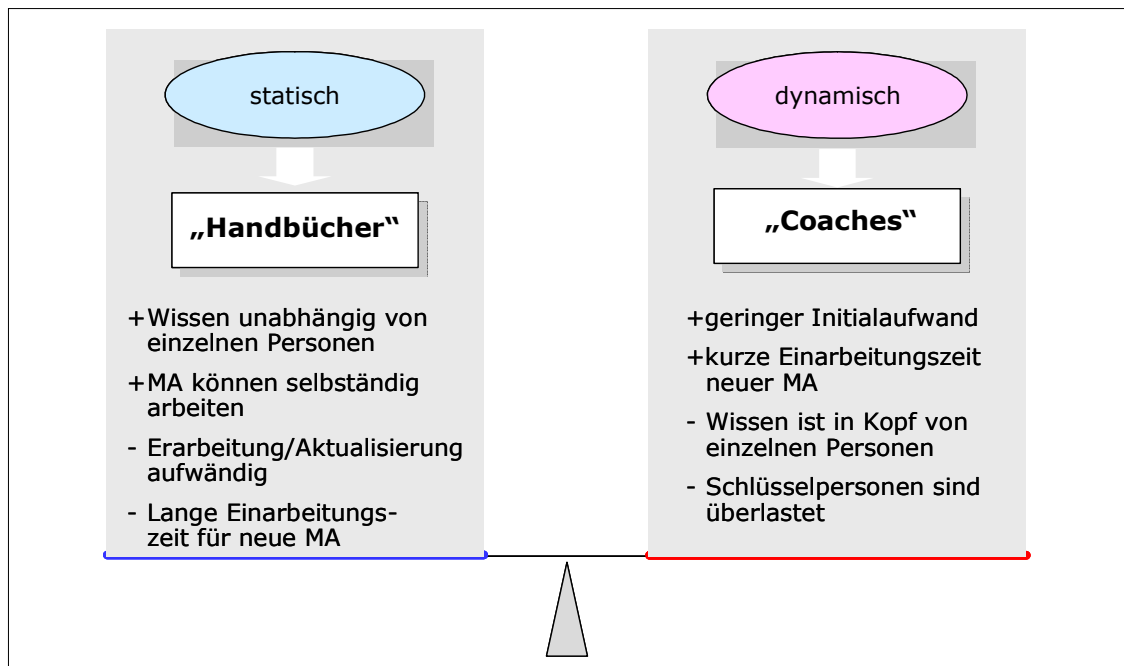 statisch
„Handbücher“
+Wissen unabhängig von
einzelnen Personen
+MA können selbständig
arbeiten
- Erarbeitung/Aktualisierung
aufwändig
- Lange Einarbeitungs-
zeit für neue MA
dynamisch
„Coaches“
+geringer Initialaufwand
+kurze Einarbeitungszeit
neuer MA
- Wissen ist in Kopf von
einzelnen Personen
- Schlüsselpersonen sind
überlastet